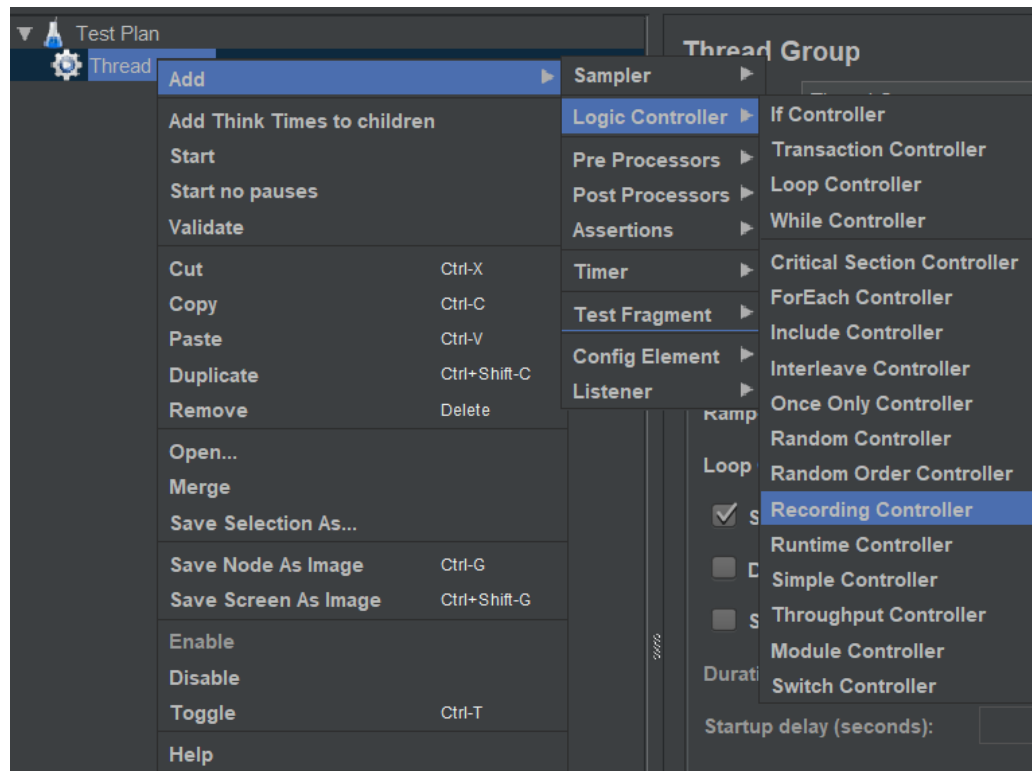 Test Plan
Thread
Thread Group
Add
Add Think Times to children
Start
Start no pauses
Validate
Cut Ctrl-X
Copy Ctrl-C
Paste Ctrl-V
Duplicate Ctrl+Shift-C
Remove Delete
Open...
Merge
Save Selection As...
Save Node As Image Ctrl-G
Save Screen As Image Ctrl+Shift-G
Enable
Disable
Toggle Ctrl-T
Help
Sampler
Logic Controller
Pre Processors
Post Processors
Assertions
Timer
Test Fragment
Config Element
Listener
If Controller
Transaction Controller
Loop Controller
While Controller
Critical Section Controller
ForEach Controller
Include Controller
Interleave Controller
Once Only Controller
Random Controller
Random Order Controller
Recording Controller
Runtime Controller
Simple Controller
Throughput Controller
Module Controller
Switch Controller
Ramp
Loop
S
D
S
Durati
Startup delay (seconds):